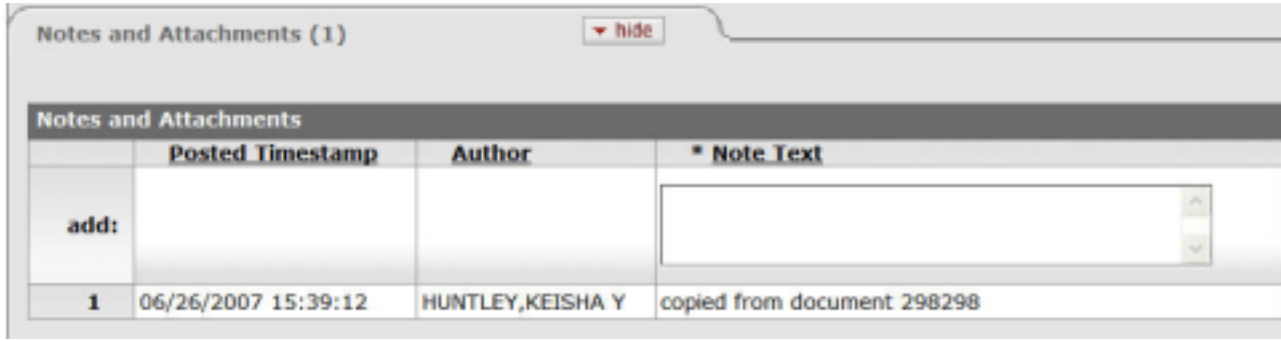 Notes and Attachments (1) hide
Notes and Attachments
Posted Timestamp Author * Note Text
add:
1 06/26/2007 15:39:12 HUNTLEY,KEISHA Y copied from document 298298